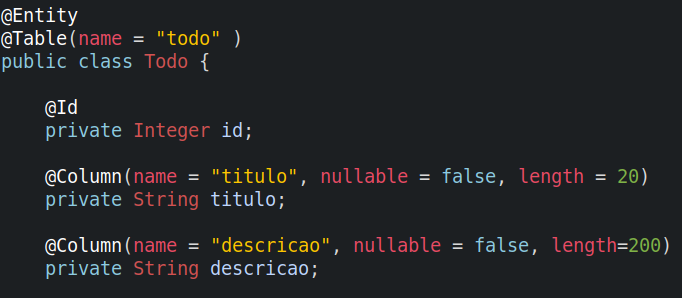 @Entity
@Table(name = "todo" )
public class Todo {
@Id
private Integer id;
@Column(name = "titulo", nullable = false, length = 20)
private String titulo;
@Column(name = "descricao", nullable = false, length=200)
private String descricao;